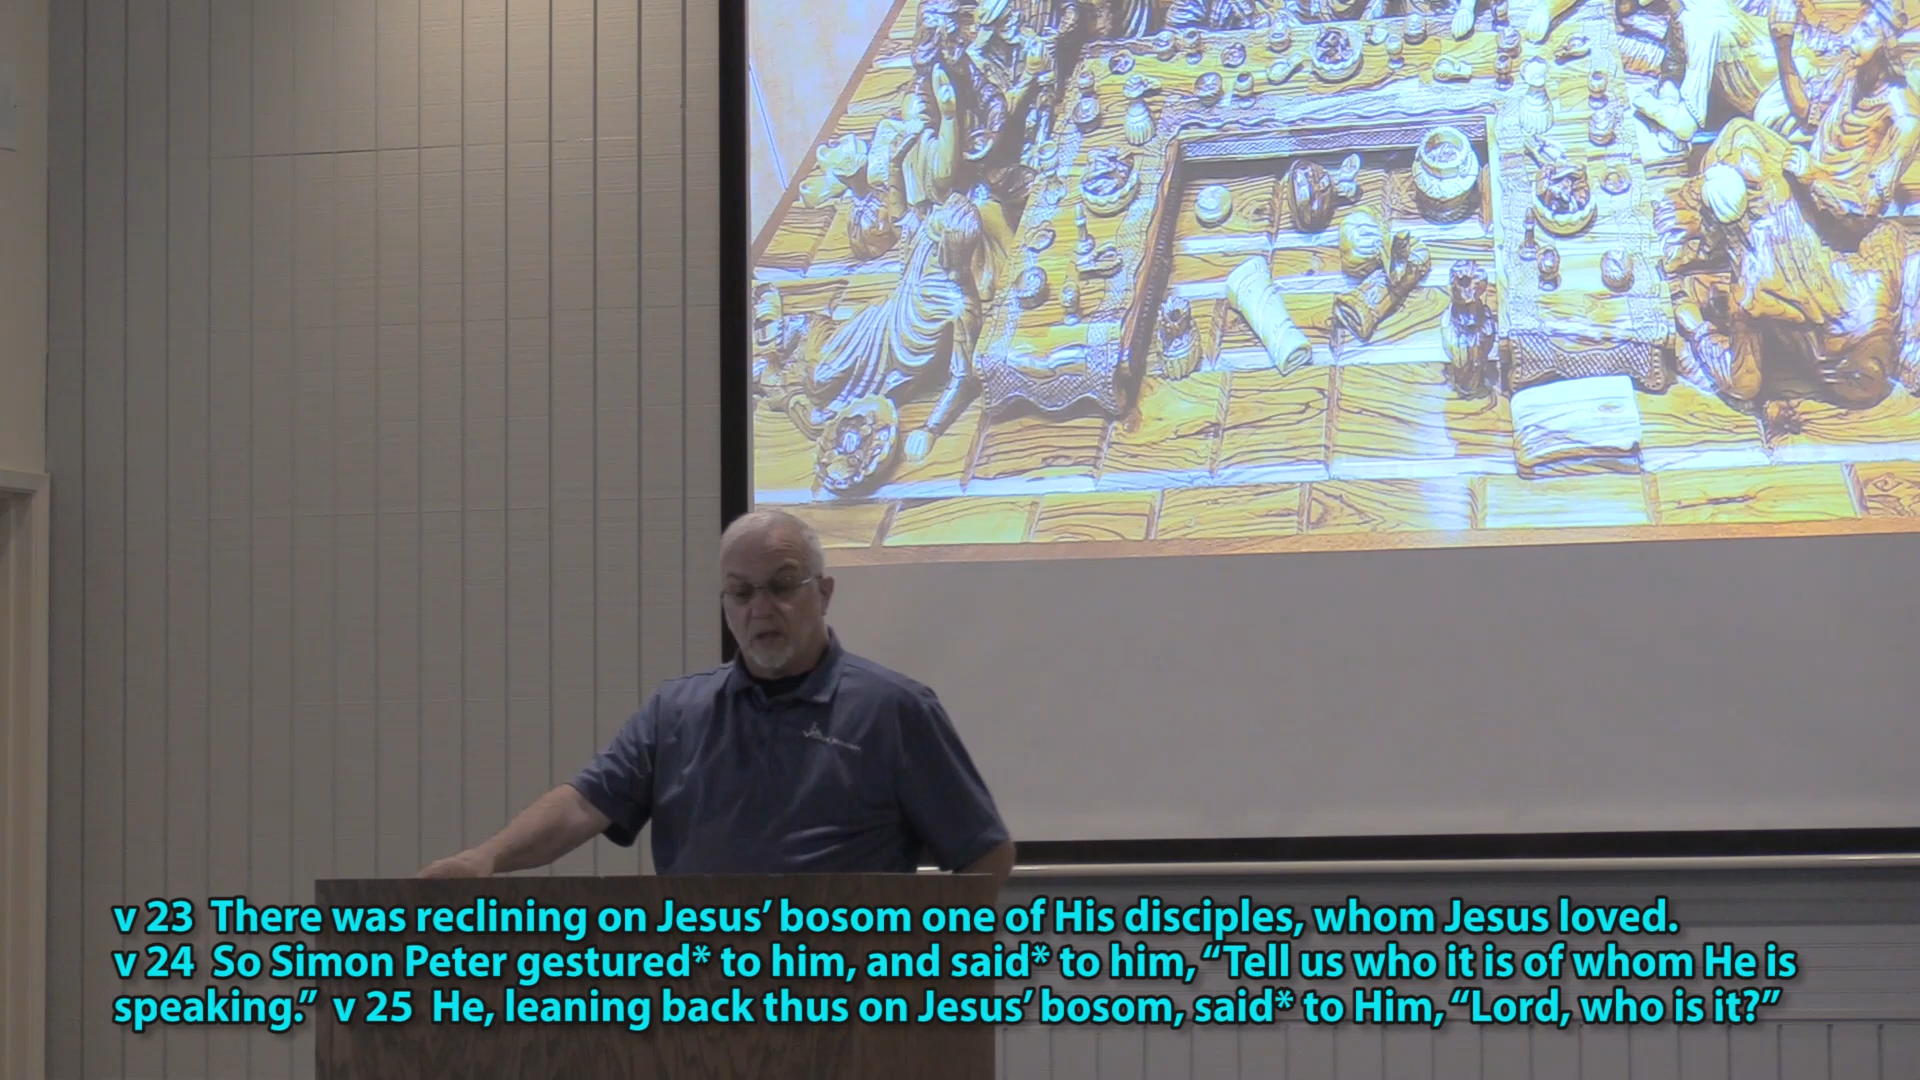 v 23  There was reclining on Jesus’ bosom one of His disciples, whom Jesus loved.
v 24  So Simon Peter gestured* to him, and said* to him, “Tell us who it is of whom He is
speaking.”  v 25  He, leaning back thus on Jesus’ bosom, said* to Him, “Lord, who is it?”